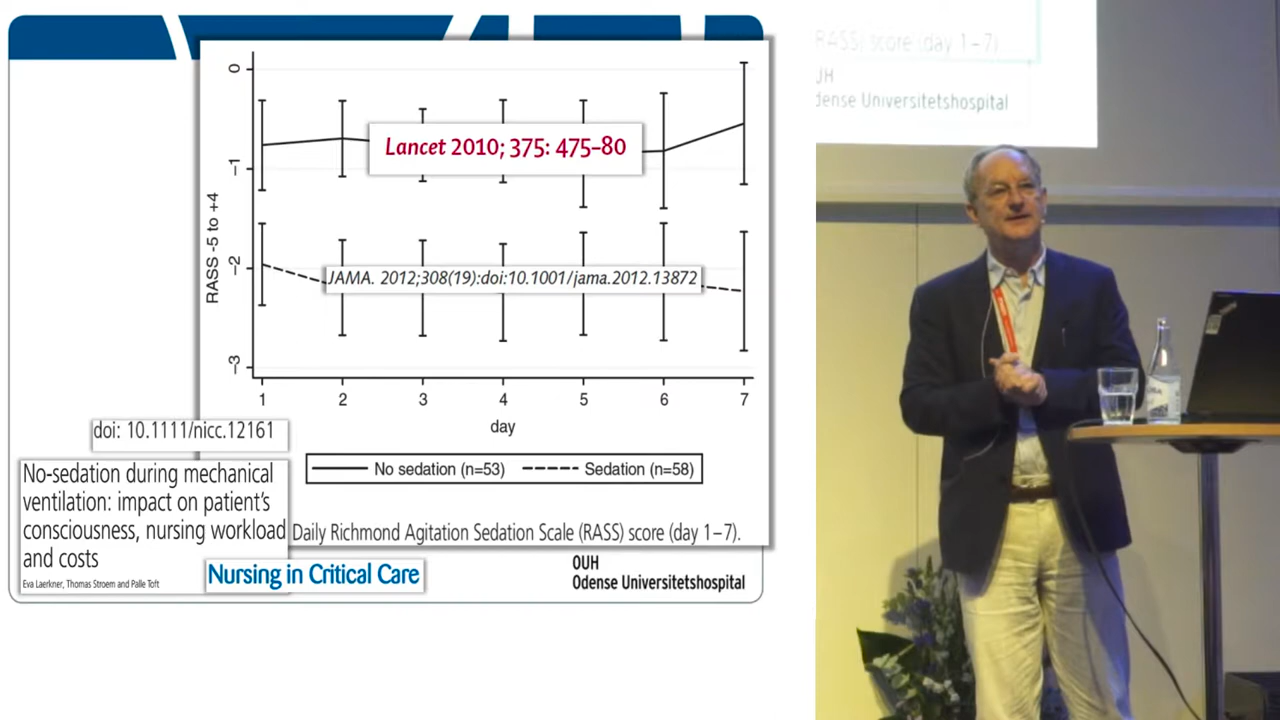 0
-1
-2
-3
RASS -5 to +4
Lancet 2010; 375: 475–80
JAMA. 2012;308(19):doi:10.1001/jama.2012.13872
1 2 3 4 5 6 7
day
No sedation (n=53) Sedation (n=58)
Daily Richmond Agitation Sedation Scale (RASS) score (day 1–7).
doi: 10.1111/nicc.12161
No-sedation during mechanical
ventilation: impact on patient's
consciousness, nursing workload
and costs
Eva Laerkner, Thomas Stroem and Palle Toft
Nursing in Critical Care
OUH
Odense Universitetshospital
RASS) score (day 1–7)
Universitetshospital